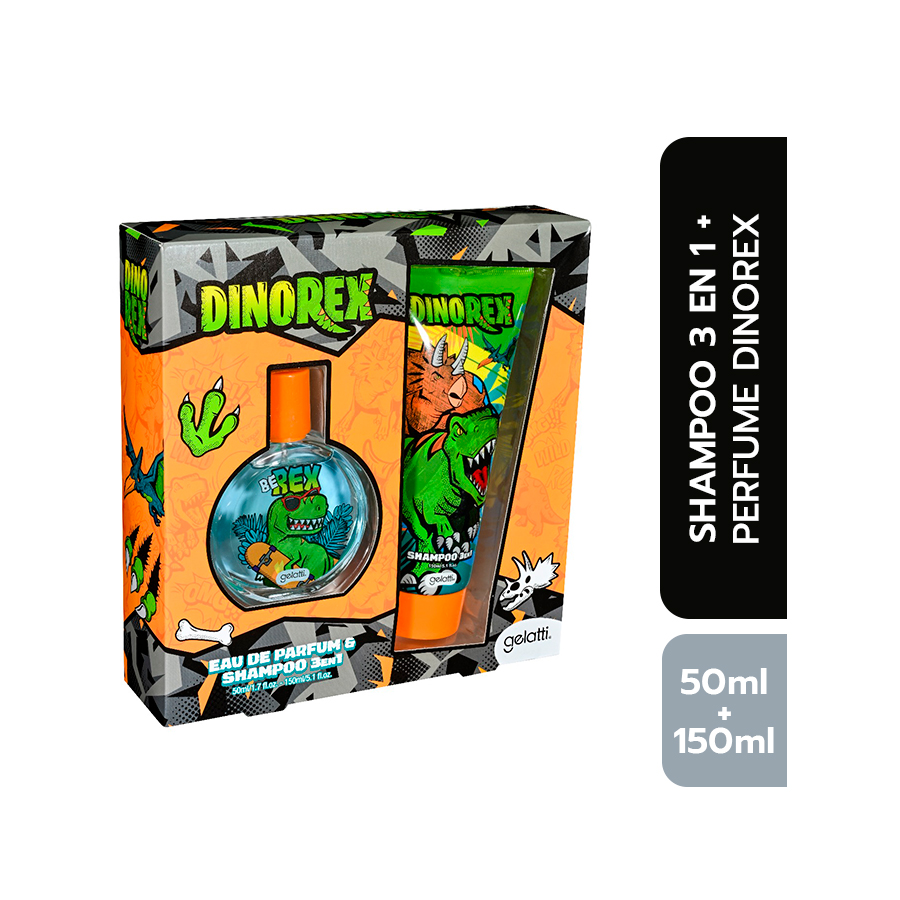 DINO
REX
DINOREX
DINOREX
BE REX
gelatti.
SHAMPOO 3EN1
gelatti.
gelatti.
EAU DE PARFUM &
SHAMPOO 3EN1
50ml/1.7 fl.oz. - 150ml/5.1 fl.oz.
SHAMPOO 3 EN 1 +
PERFUME DINOREX
50ml
+
150ml